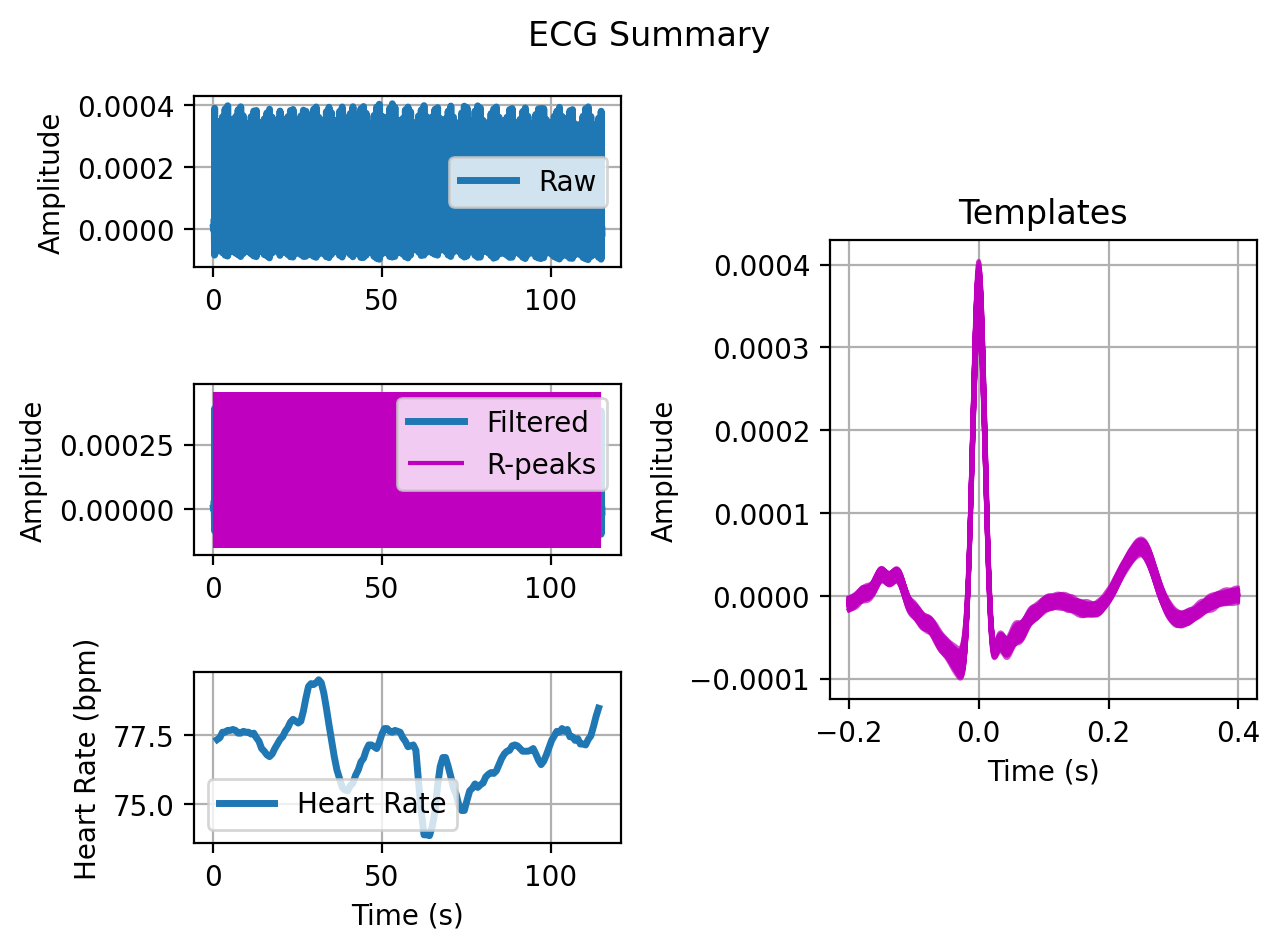 ECG Summary
Amplitude
0.0004
0.0002
0.0000
Raw
0
50
100
Amplitude
0.00025
0.00000
Filtered
R-peaks
0
50
100
Heart Rate (bpm)
77.5
75.0
Heart Rate
0
50
100
Time (s)
Templates
Amplitude
0.0004
0.0003
0.0002
0.0001
0.0000
−0.0001
−0.2
0.0
0.2
0.4
Time (s)